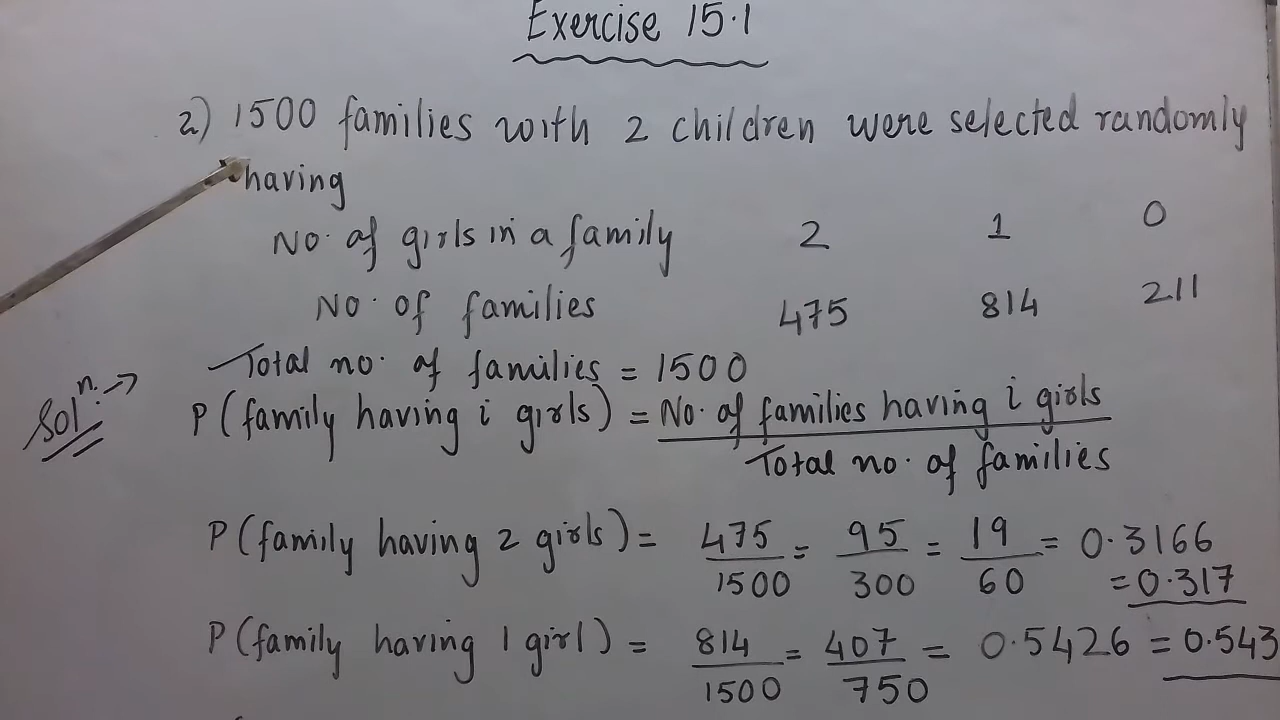 Exercise 15.1
2) 1500 families with 2 children were selected randomly
having
No. of girls in a family 2 1 0
No. of families 475 814 211
Total no. of families = 1500
Solⁿ. → P (family having i girls) = No. of families having i girls / Total no. of families
P (family having 2 girls) = 475/1500 = 95/300 = 19/60 = 0.3166
= 0.317
P (family having 1 girl) = 814/1500 = 407/750 = 0.5426 = 0.543